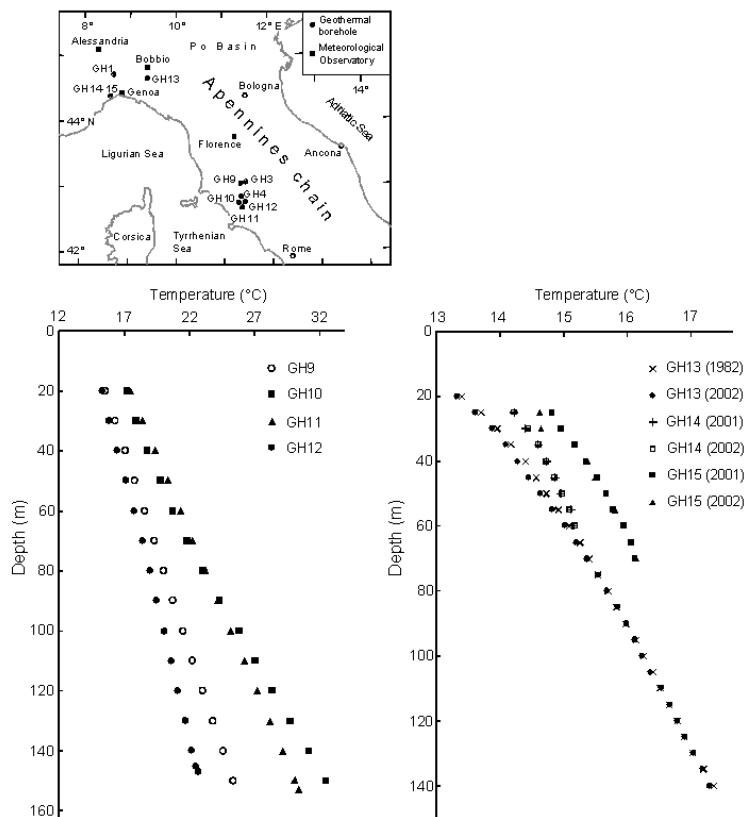 8° 10° 12° E
Geothermal
borehole
Meteorological
Observatory
14°
Alessandria
Po Basin
Bobbio
GH1
GH13
GH14-15
Genoa
Bologna
Adriatic Sea
44° N
Apennines chain
Florence
Ancona
Ligurian Sea
GH9 GH3
GH4
GH10
GH12
GH11
Corsica
Tyrrhenian
Sea
42°
Rome
Temperature (°C)
12 17 22 27 32
0
20
40
60
80
100
120
140
160
Depth (m)
GH9
GH10
GH11
GH12
Temperature (°C)
13 14 15 16 17
0
20
40
60
80
100
120
140
Depth (m)
GH13 (1982)
GH13 (2002)
GH14 (2001)
GH14 (2002)
GH15 (2001)
GH15 (2002)